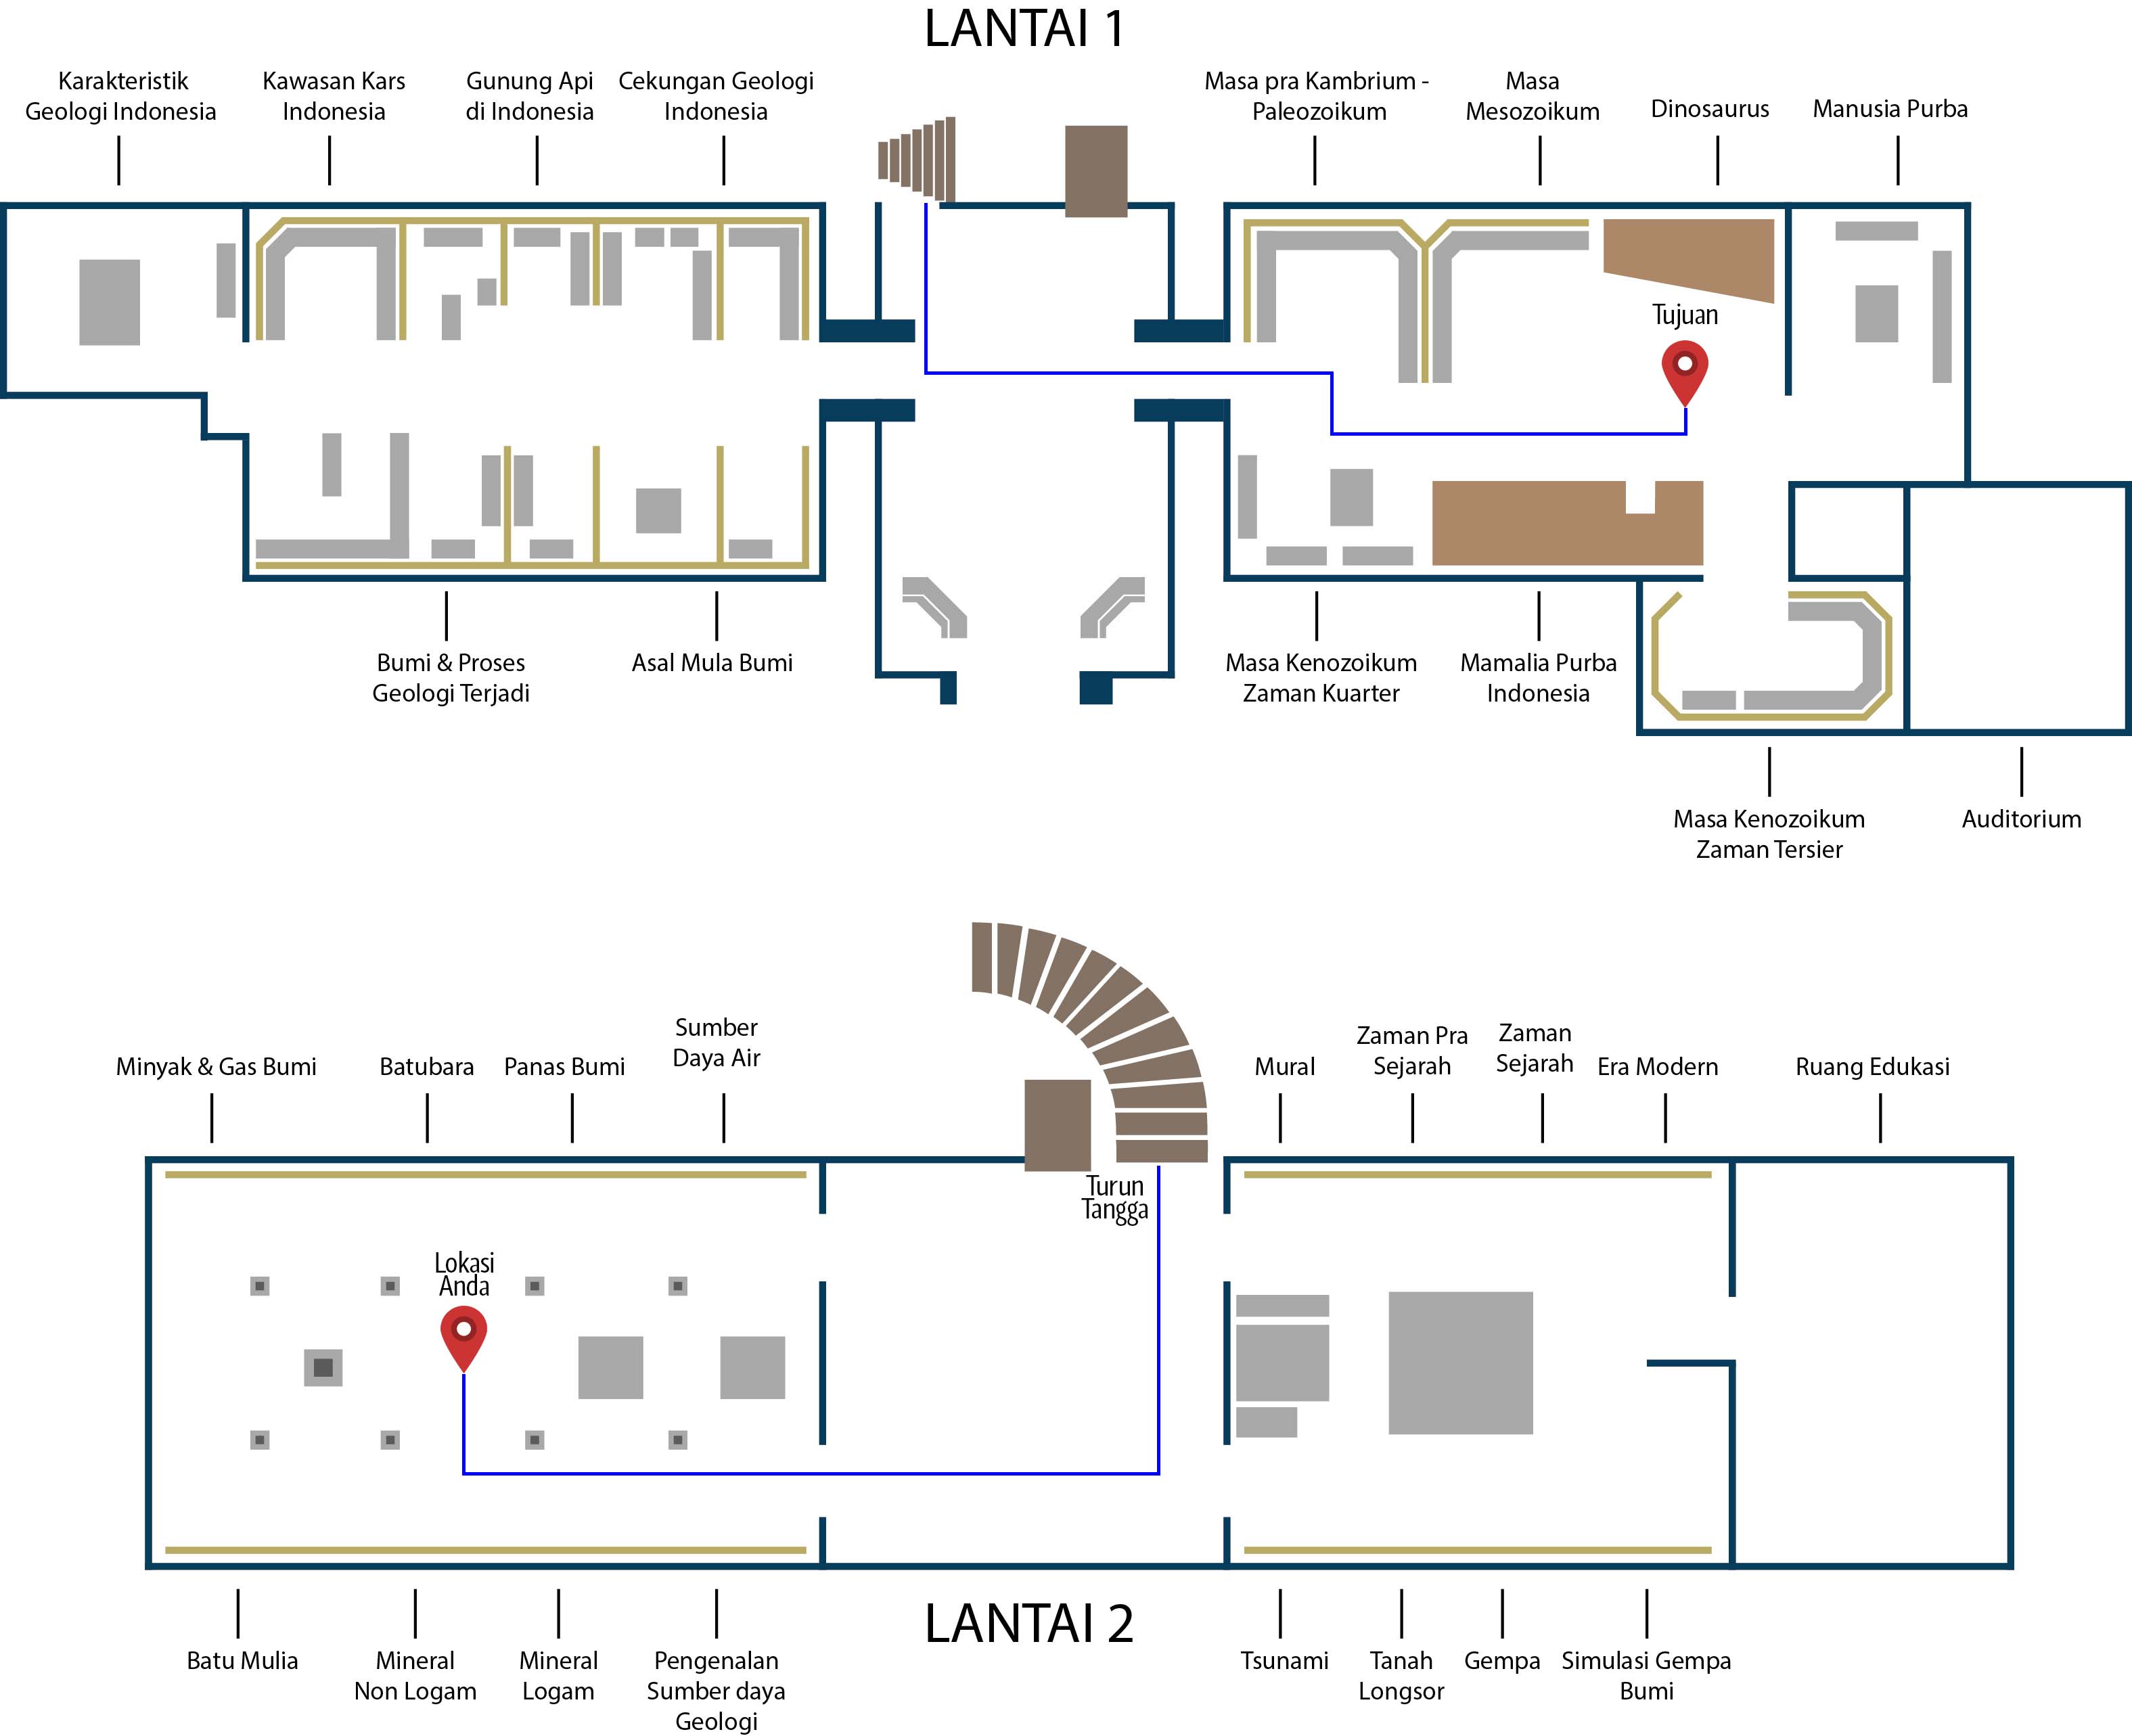 LANTAI 1
Karakteristik
Geologi Indonesia
Kawasan Kars
Indonesia
Gunung Api
di Indonesia
Cekungan Geologi
Indonesia
Masa pra Kambrium -
Paleozoikum
Masa
Mesozoikum
Dinosaurus
Manusia Purba
Tujuan
Bumi & Proses
Geologi Terjadi
Asal Mula Bumi
Masa Kenozoikum
Zaman Kuarter
Mamalia Purba
Indonesia
Masa Kenozoikum
Zaman Tersier
Auditorium
Minyak & Gas Bumi
Batubara
Panas Bumi
Sumber
Daya Air
Mural
Zaman Pra
Sejarah
Zaman
Sejarah
Era Modern
Ruang Edukasi
Turun
Tangga
Lokasi
Anda
LANTAI 2
Batu Mulia
Mineral
Non Logam
Mineral
Logam
Pengenalan
Sumber daya
Geologi
Tsunami
Tanah
Longsor
Gempa
Simulasi Gempa
Bumi